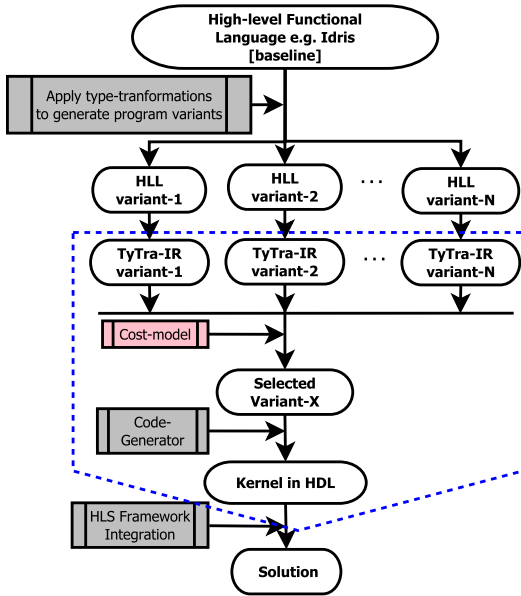 High-level Functional
Language e.g. Idris
[baseline]
Apply type-tranformations
to generate program variants
HLL
variant-1
HLL
variant-2
. . .
HLL
variant-N
TyTra-IR
variant-1
TyTra-IR
variant-2
. . .
TyTra-IR
variant-N
Cost-model
Selected
Variant-X
Code-
Generator
Kernel in HDL
HLS Framework
Integration
Solution